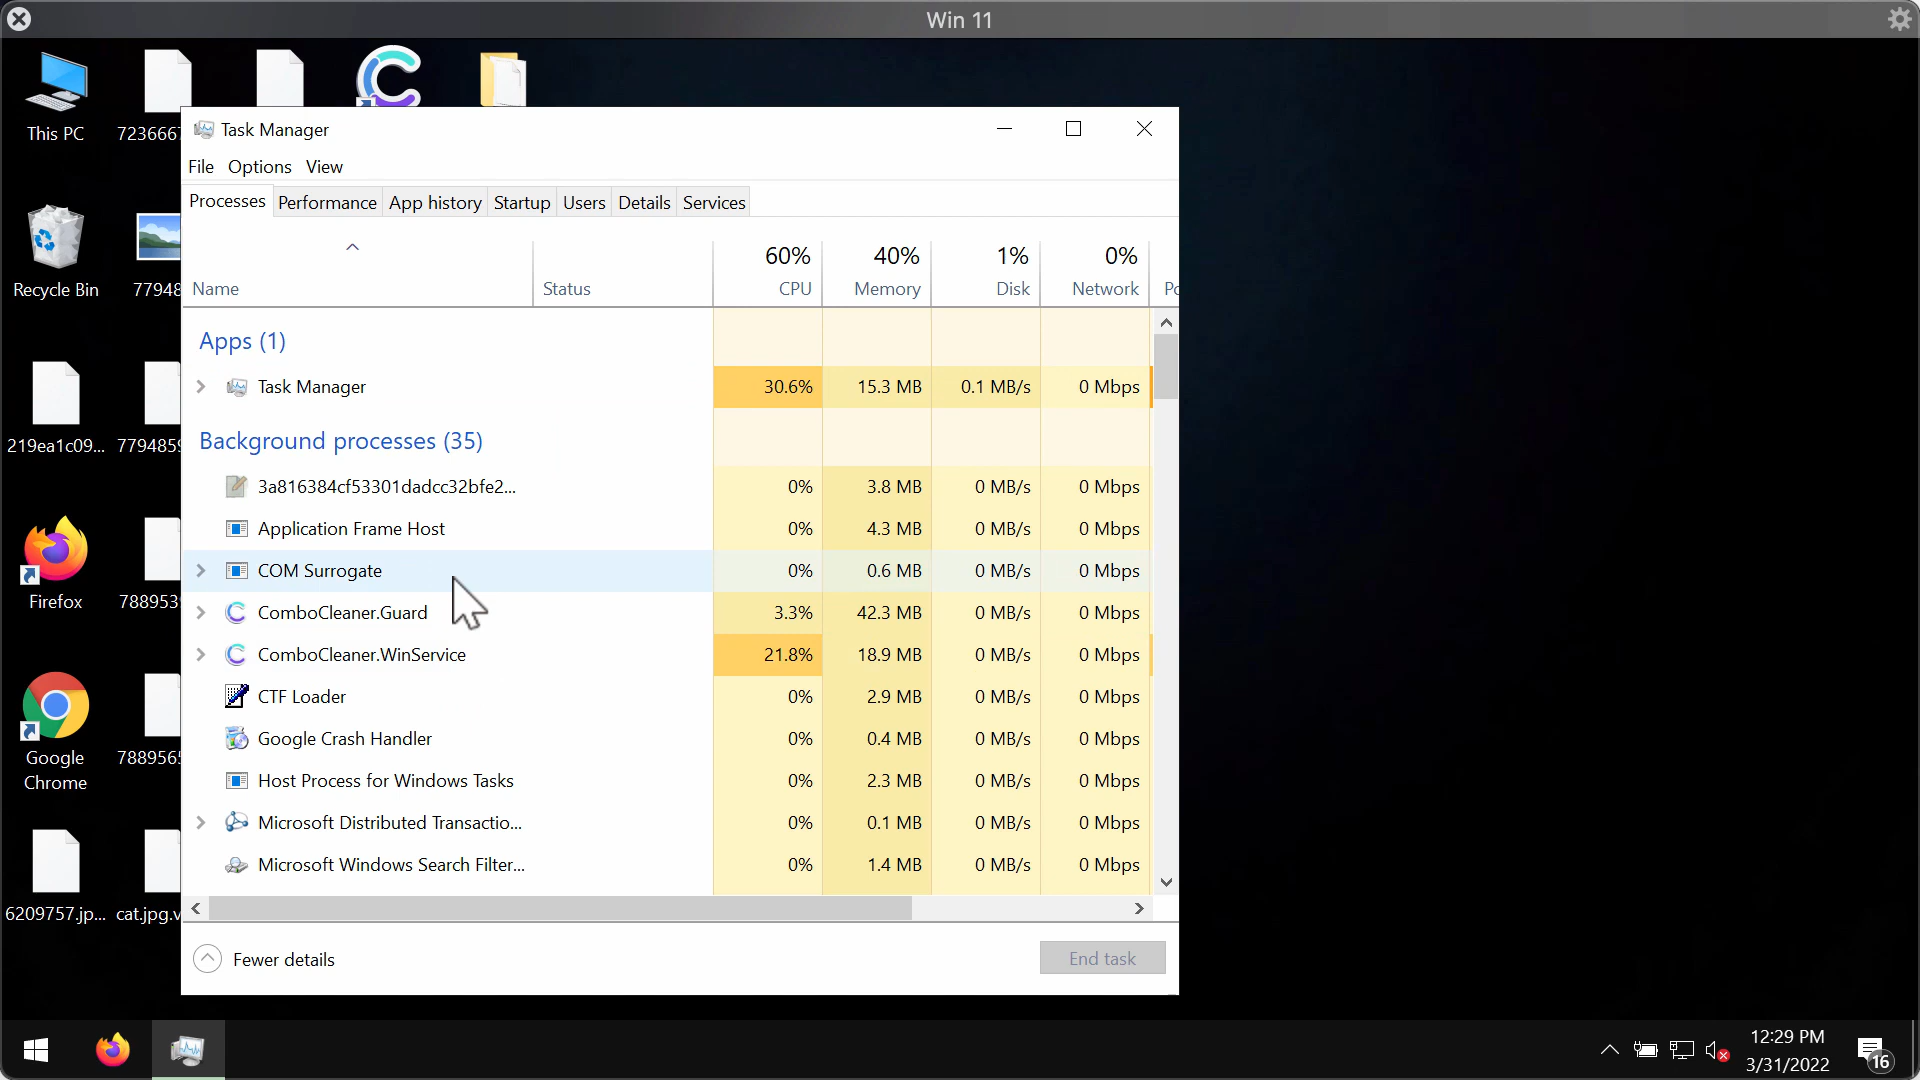 Win 11
This PC
7236667
Recycle Bin
77948
219ea1c09...
7794859
Firefox
788953
Google
Chrome
7889565
6209757.jp...
cat.jpg.v
Task Manager
File Options View
Processes Performance App history Startup Users Details Services
60% 40% 1% 0%
Name Status CPU Memory Disk Network Po
Apps (1)
Task Manager 30.6% 15.3 MB 0.1 MB/s 0 Mbps
Background processes (35)
3a816384cf53301dadcc32bfe2... 0% 3.8 MB 0 MB/s 0 Mbps
Application Frame Host 0% 4.3 MB 0 MB/s 0 Mbps
COM Surrogate 0% 0.6 MB 0 MB/s 0 Mbps
ComboCleaner.Guard 3.3% 42.3 MB 0 MB/s 0 Mbps
ComboCleaner.WinService 21.8% 18.9 MB 0 MB/s 0 Mbps
CTF Loader 0% 2.9 MB 0 MB/s 0 Mbps
Google Crash Handler 0% 0.4 MB 0 MB/s 0 Mbps
Host Process for Windows Tasks 0% 2.3 MB 0 MB/s 0 Mbps
Microsoft Distributed Transactio... 0% 0.1 MB 0 MB/s 0 Mbps
Microsoft Windows Search Filter... 0% 1.4 MB 0 MB/s 0 Mbps
Fewer details End task
12:29 PM
3/31/2022
16